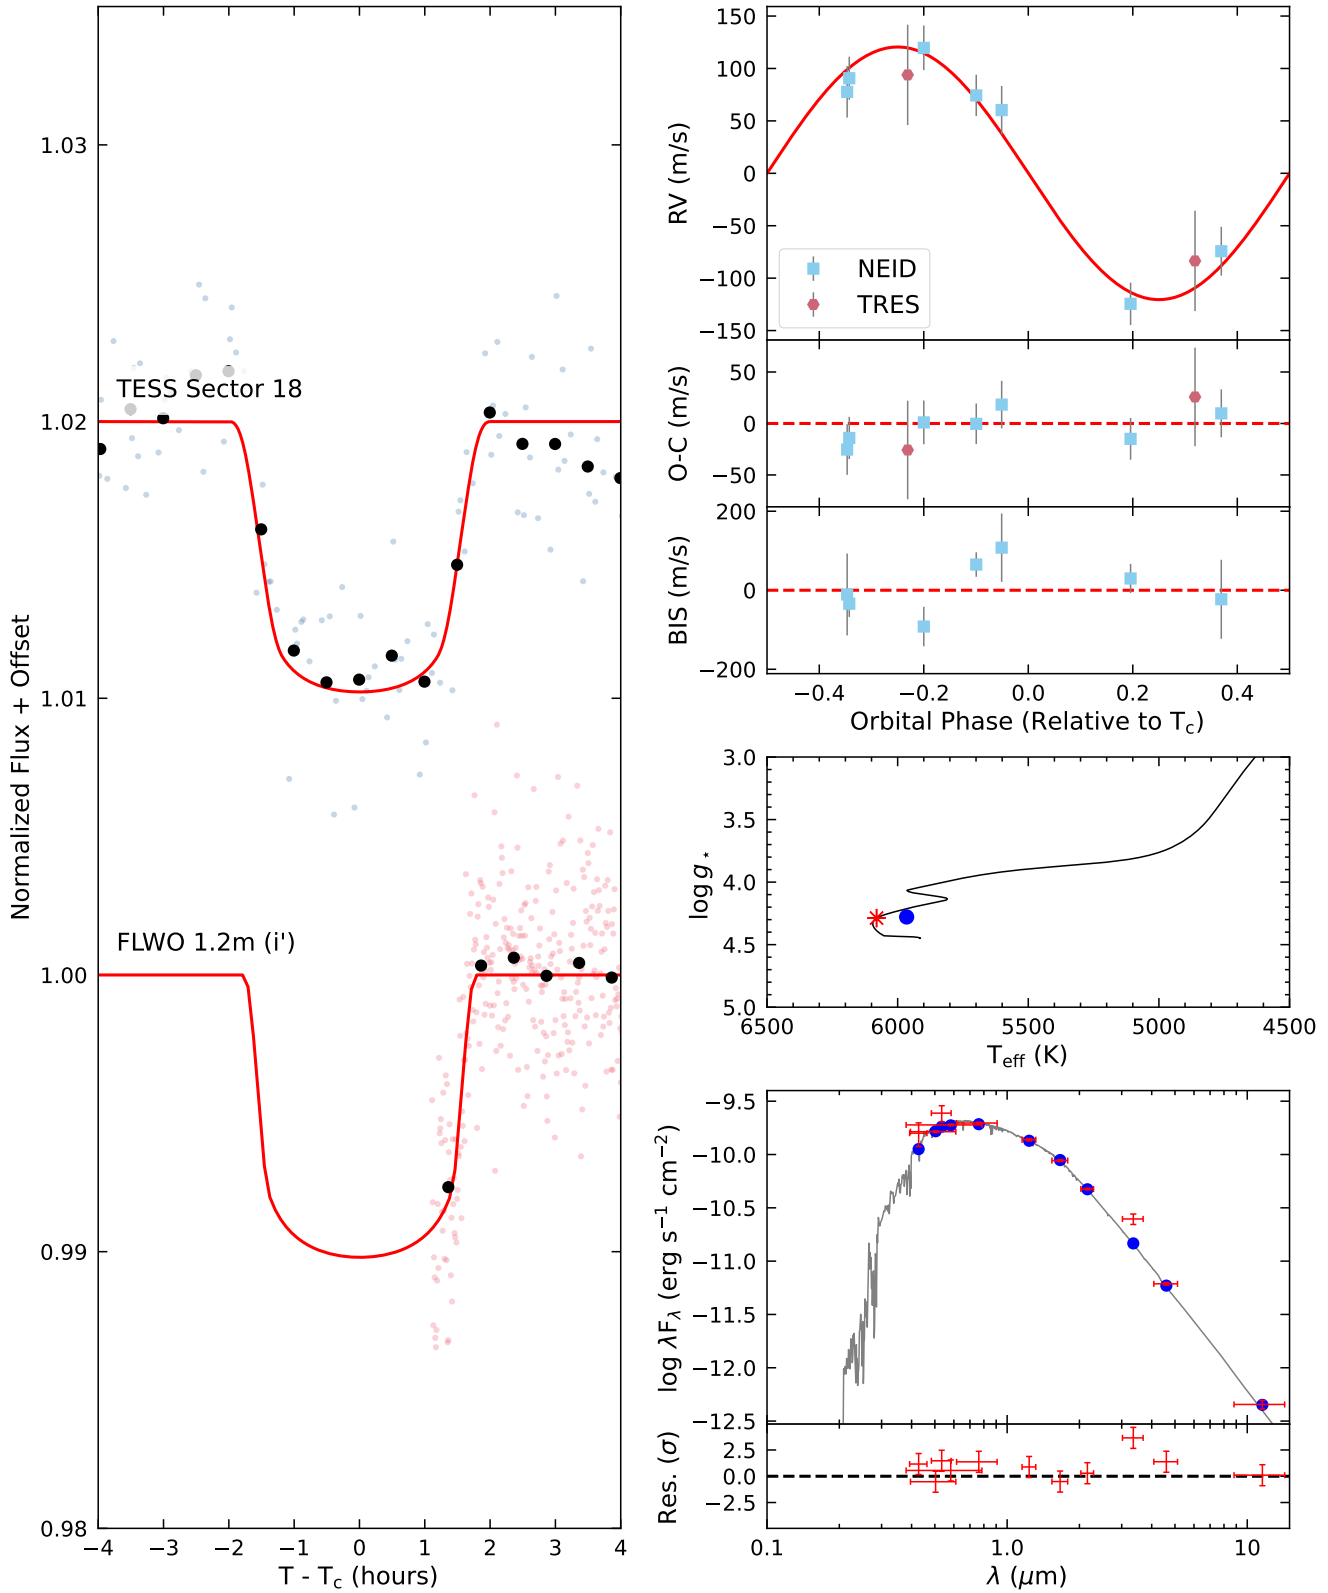 Normalized Flux + Offset
1.03
1.02
1.01
1.00
0.99
0.98
TESS Sector 18
FLWO 1.2m (i')
−4 −3 −2 −1 0 1 2 3 4
T - Tc (hours)
RV (m/s)
150
100
50
0
−50
−100
−150
NEID
TRES
O-C (m/s)
50
0
−50
BIS (m/s)
200
0
−200
−0.4 −0.2 0.0 0.2 0.4
Orbital Phase (Relative to Tc)
log g⋆
3.0
3.5
4.0
4.5
5.0
6500 6000 5500 5000 4500
Teff (K)
log λFλ (erg s⁻¹ cm⁻²)
−9.5
−10.0
−10.5
−11.0
−11.5
−12.0
−12.5
Res. (σ)
2.5
0.0
−2.5
0.1 1.0 10
λ (μm)